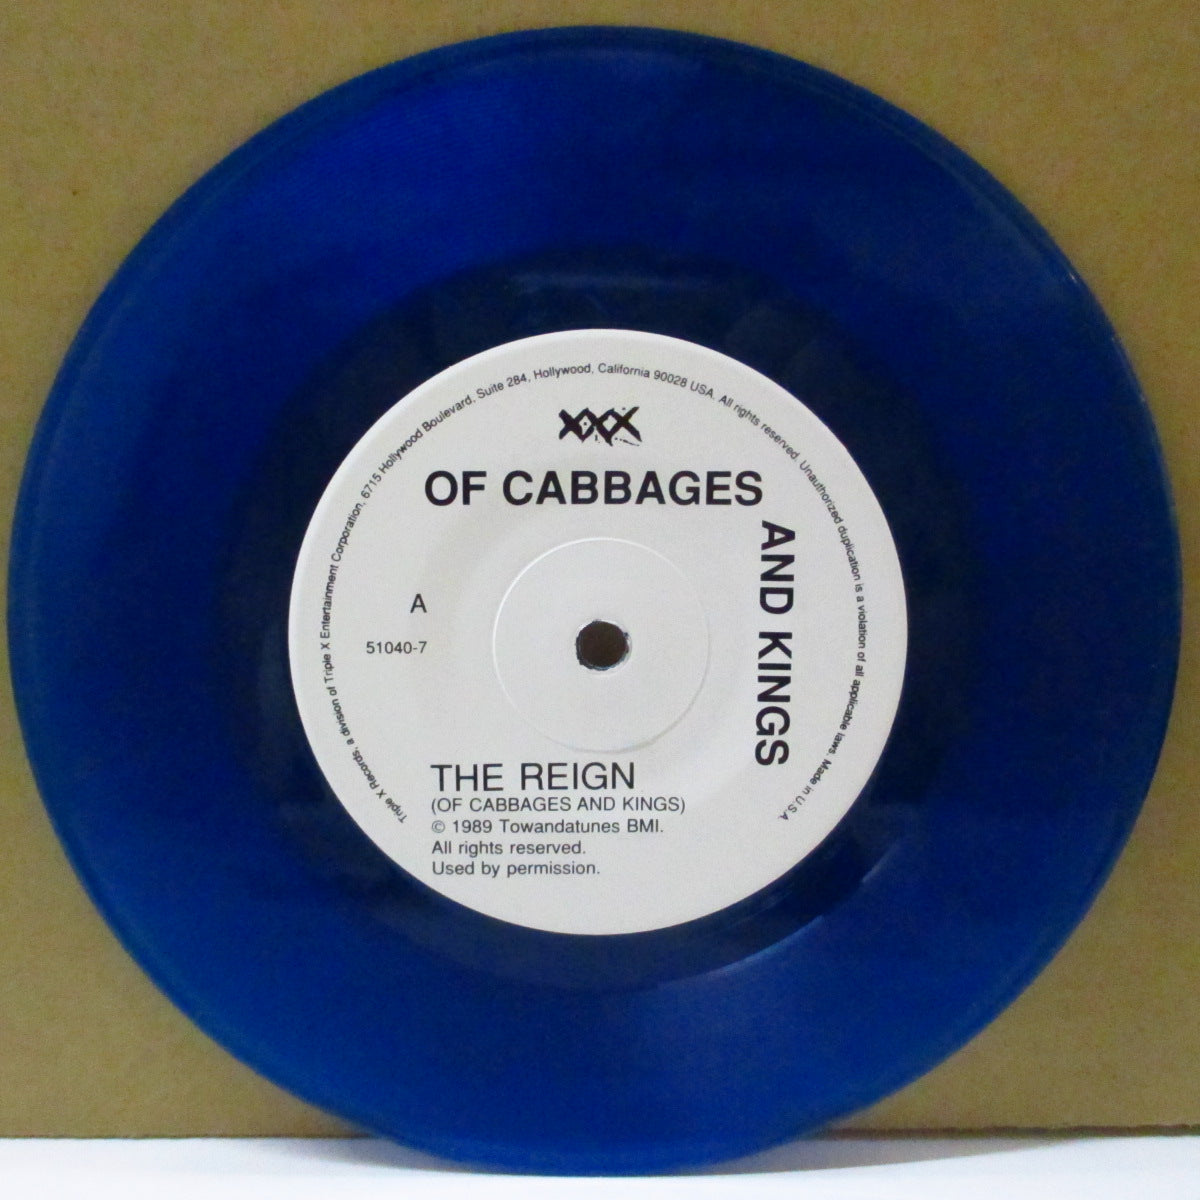 Triple X Records, a division of Triple X Entertainment Corporation, 6715 Hollywood Boulevard, Suite 284, Hollywood, California 90028 USA. All rights reserved. Unauthorized duplication is a violation of all applicable laws. Made in U.S.A.
XXX
OF CABBAGES
AND KINGS
A
51040-7
THE REIGN
(OF CABBAGES AND KINGS)
© 1989 Towandatunes BMI.
All rights reserved.
Used by permission.